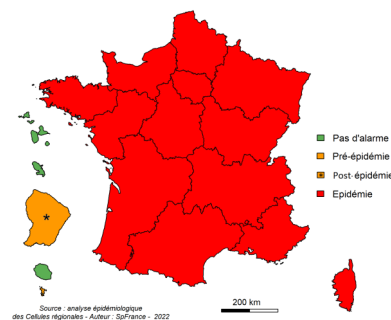 Pas d'alarme
Pré-épidémie
Post-épidémie
Epidémie
200 km
Source : analyse épidémiologique
des Cellules régionales - Auteur : SpFrance - 2022